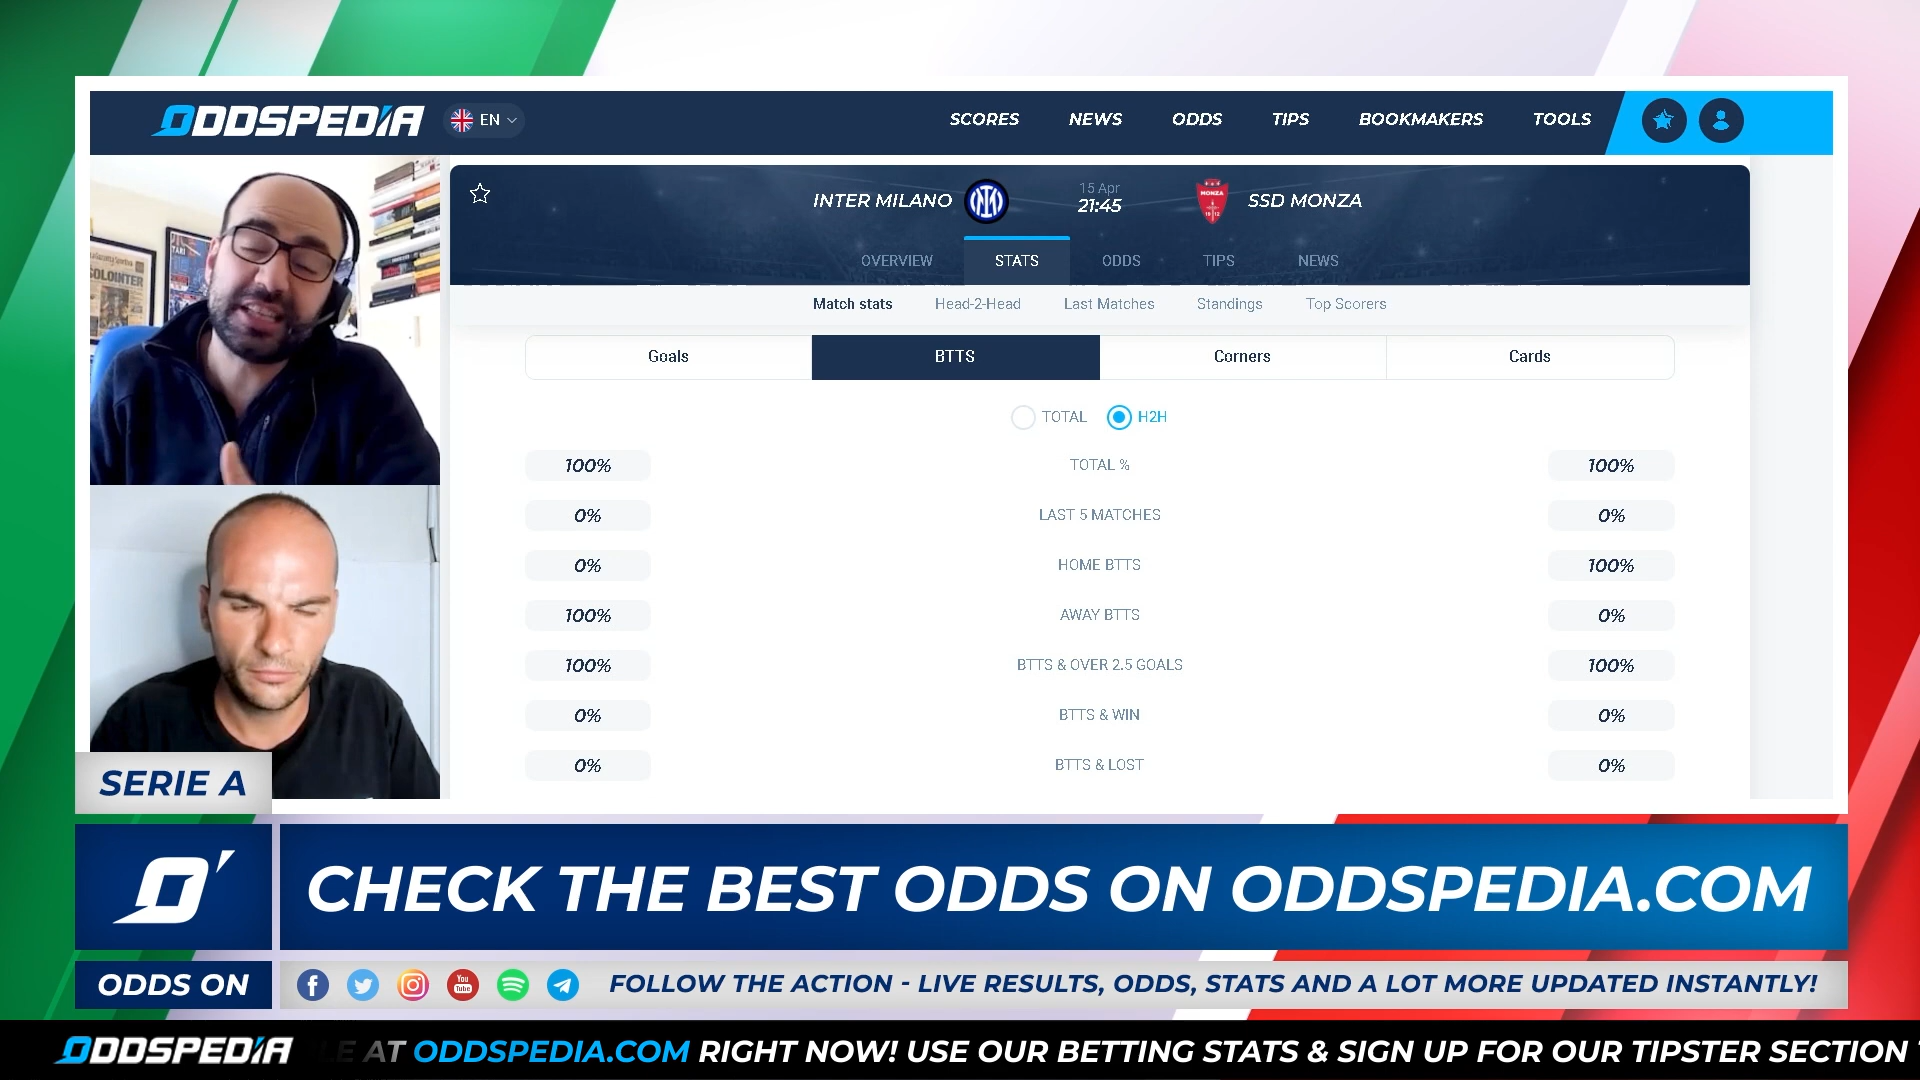 ODDSPEDIA
EN
SCORES NEWS ODDS TIPS BOOKMAKERS TOOLS
INTER MILANO
15 Apr
21:45
MONZA
1912
SSD MONZA
OVERVIEW STATS ODDS TIPS NEWS
Match stats Head-2-Head Last Matches Standings Top Scorers
Goals BTTS Corners Cards
TOTAL H2H
100% TOTAL % 100%
0% LAST 5 MATCHES 0%
0% HOME BTTS 100%
100% AWAY BTTS 0%
100% BTTS & OVER 2.5 GOALS 100%
0% BTTS & WIN 0%
0% BTTS & LOST 0%
SOLOINTER
SERIE A
CHECK THE BEST ODDS ON ODDSPEDIA.COM
ODDS ON
You
Tube
FOLLOW THE ACTION - LIVE RESULTS, ODDS, STATS AND A LOT MORE UPDATED INSTANTLY!
ODDSPEDIA
AT ODDSPEDIA.COM RIGHT NOW! USE OUR BETTING STATS & SIGN UP FOR OUR TIPSTER SECTION